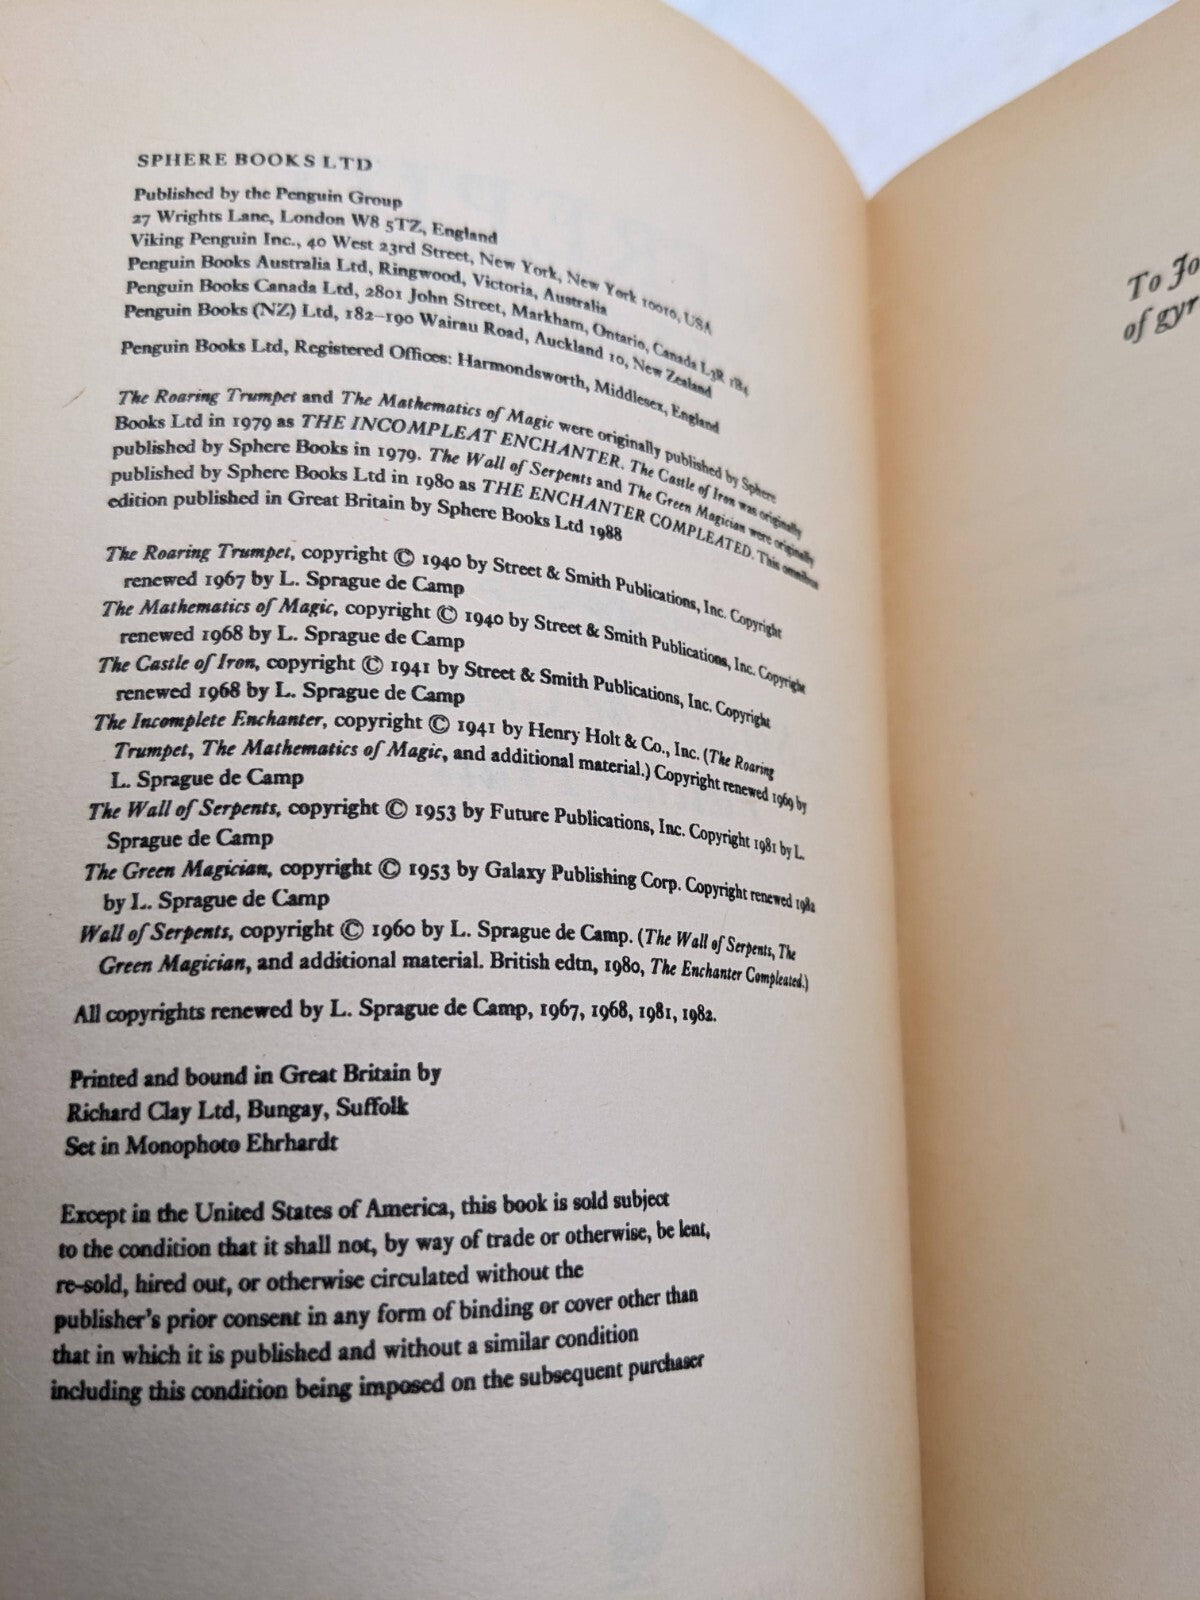 SPHERE BOOKS LTD
Published by the Penguin Group
27 Wrights Lane, London W8 5TZ, England
Viking Penguin Inc., 40 West 23rd Street, New York, New York 10010, USA
Penguin Books Australia Ltd, Ringwood, Victoria, Australia
Penguin Books Canada Ltd, 2801 John Street, Markham, Ontario, Canada L3R 1B4
Penguin Books (NZ) Ltd, 182–190 Wairau Road, Auckland 10, New Zealand
Penguin Books Ltd, Registered Offices: Harmondsworth, Middlesex, England
The Roaring Trumpet and The Mathematics of Magic were originally published by Sphere
Books Ltd in 1979 as THE INCOMPLEAT ENCHANTER. The Castle of Iron was originally
published by Sphere Books in 1979. The Wall of Serpents and The Green Magician were originally
published by Sphere Books Ltd in 1980 as THE ENCHANTER COMPLEATED. This omnibus
edition published in Great Britain by Sphere Books Ltd 1988
The Roaring Trumpet, copyright © 1940 by Street & Smith Publications, Inc. Copyright
renewed 1967 by L. Sprague de Camp
The Mathematics of Magic, copyright © 1940 by Street & Smith Publications, Inc. Copyright
renewed 1968 by L. Sprague de Camp
The Castle of Iron, copyright © 1941 by Street & Smith Publications, Inc. Copyright
renewed 1968 by L. Sprague de Camp
The Incomplete Enchanter, copyright © 1941 by Henry Holt & Co., Inc. (The Roaring
Trumpet, The Mathematics of Magic, and additional material.) Copyright renewed 1969 by
L. Sprague de Camp
The Wall of Serpents, copyright © 1953 by Future Publications, Inc. Copyright 1981 by L.
Sprague de Camp
The Green Magician, copyright © 1953 by Galaxy Publishing Corp. Copyright renewed 1982
by L. Sprague de Camp
Wall of Serpents, copyright © 1960 by L. Sprague de Camp. (The Wall of Serpents, The
Green Magician, and additional material. British edtn, 1980, The Enchanter Compleated.)
All copyrights renewed by L. Sprague de Camp, 1967, 1968, 1981, 1982.
Printed and bound in Great Britain by
Richard Clay Ltd, Bungay, Suffolk
Set in Monophoto Ehrhardt
Except in the United States of America, this book is sold subject
to the condition that it shall not, by way of trade or otherwise, be lent,
re-sold, hired out, or otherwise circulated without the
publisher's prior consent in any form of binding or cover other than
that in which it is published and without a similar condition
including this condition being imposed on the subsequent purchaser
To Jo
of gyr